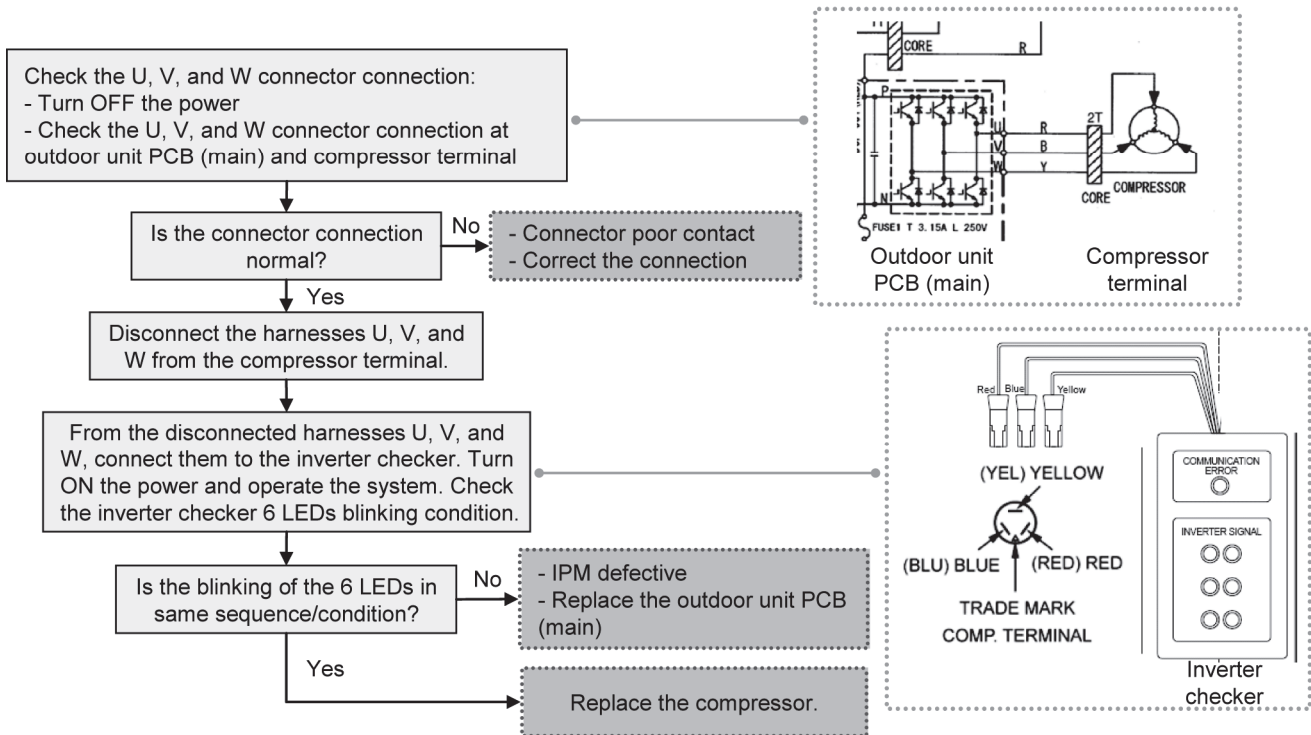 Check the U, V, and W connector connection:
- Turn OFF the power
- Check the U, V, and W connector connection at
outdoor unit PCB (main) and compressor terminal
Is the connector connection
normal?
No
- Connector poor contact
- Correct the connection
Yes
Disconnect the harnesses U, V, and
W from the compressor terminal.
From the disconnected harnesses U, V, and
W, connect them to the inverter checker. Turn
ON the power and operate the system. Check
the inverter checker 6 LEDs blinking condition.
Is the blinking of the 6 LEDs in
same sequence/condition?
No
- IPM defective
- Replace the outdoor unit PCB
(main)
Yes
Replace the compressor.
CORE
R
P
U
R
2T
V
B
W
Y
N
CORE
COMPRESSOR
FUSE1 T 3.15A L 250V
Outdoor unit
PCB (main)
Compressor
terminal
Red
Blue
Yellow
(YEL) YELLOW
(BLU) BLUE
(RED) RED
TRADE MARK
COMP. TERMINAL
COMMUNICATION
ERROR
INVERTER SIGNAL
Inverter
checker